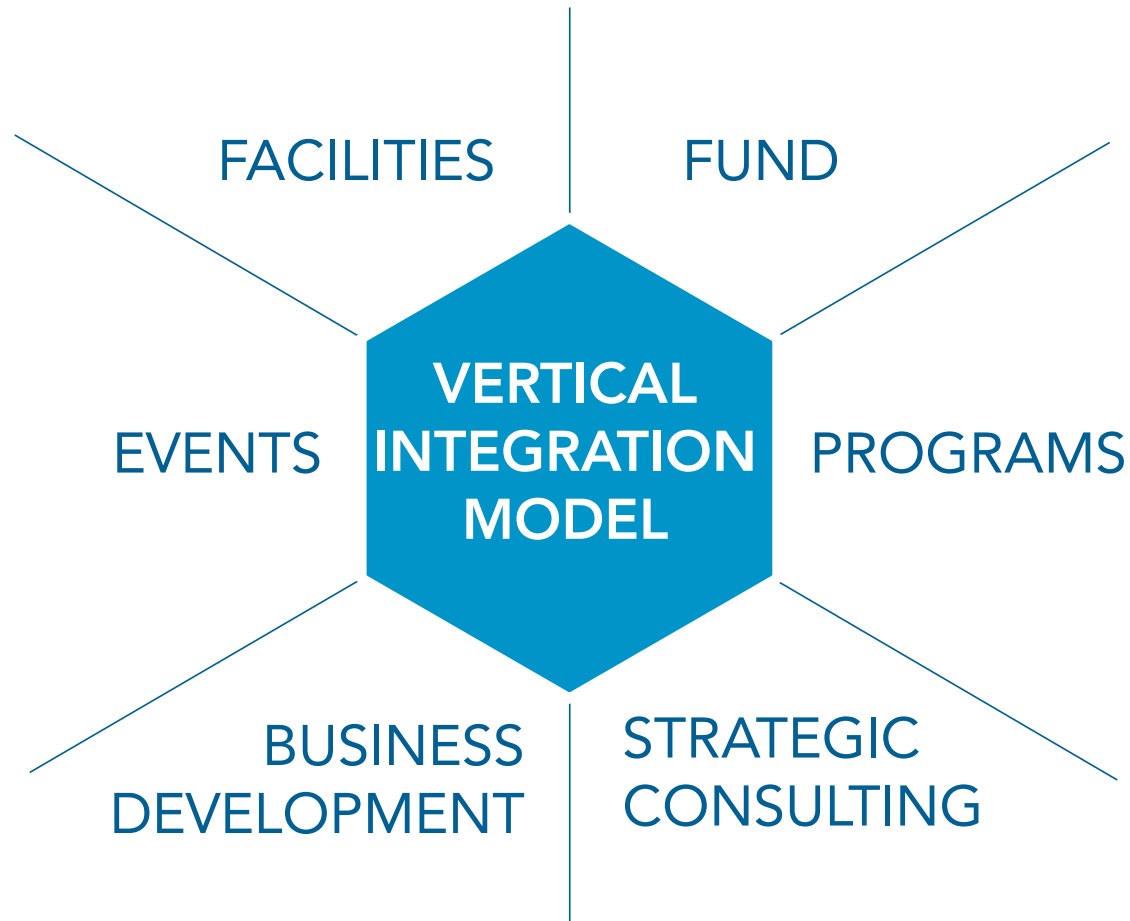 FACILITIES
FUND
VERTICAL
INTEGRATION
MODEL
EVENTS
PROGRAMS
BUSINESS
DEVELOPMENT
STRATEGIC
CONSULTING